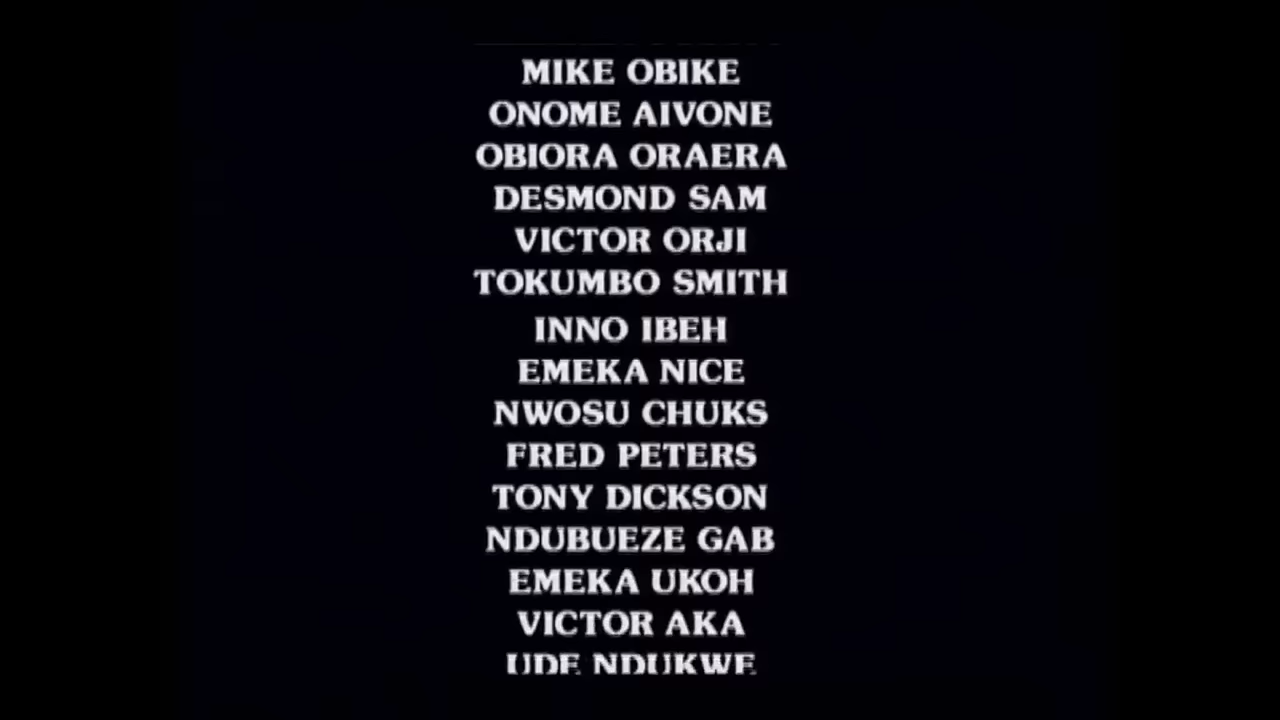 MIKE OBIKE
ONOME AIVONE
OBIORA ORAERA
DESMOND SAM
VICTOR ORJI
TOKUMBO SMITH
INNO IBEH
EMEKA NICE
NWOSU CHUKS
FRED PETERS
TONY DICKSON
NDUBUEZE GAB
EMEKA UKOH
VICTOR AKA
UDE NDUKWE